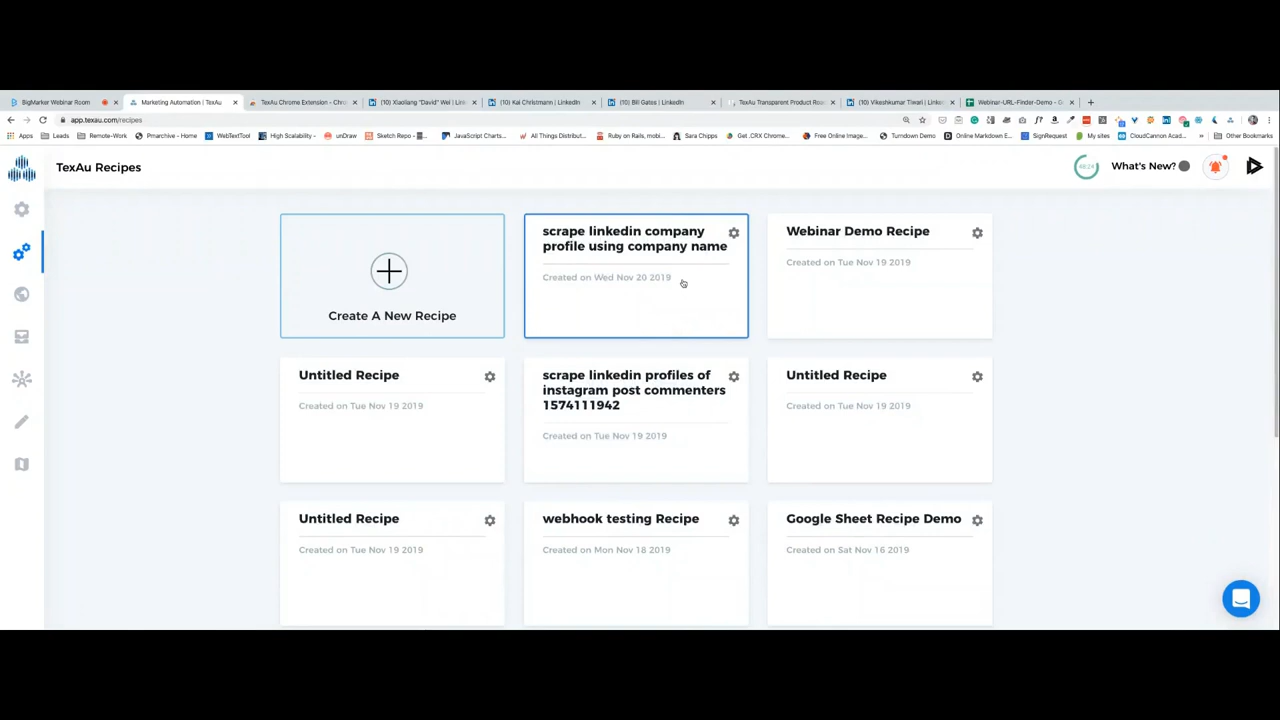 BigMarker Webinar Room
Marketing Automation | TexAu
TexAu Chrome Extension - Chro
(10) Xiaoliang "David" Wei | Link
(10) Kai Christmann | LinkedIn
(10) Bill Gates | LinkedIn
TexAu Transparent Product Roa
(10) Vikeshkumar Tiwari | Linke
Webinar-URL-Finder-Demo - G
app.texau.com/recipes
Apps
Leads
Remote-Work
Pmarchive - Home
WebTextTool
High Scalability -
unDraw
Sketch Repo -
JavaScript Charts...
All Things Distribut...
Ruby on Rails, mobi...
Sara Chipps
Get .CRX Chrome...
Free Online Image...
Turndown Demo
Online Markdown E...
SignRequest
My sites
CloudCannon Acad...
Other Bookmarks
TexAu Recipes
What's New?
Create A New Recipe
scrape linkedin company
profile using company name
Created on Wed Nov 20 2019
Webinar Demo Recipe
Created on Tue Nov 19 2019
Untitled Recipe
Created on Tue Nov 19 2019
scrape linkedin profiles of
instagram post commenters
1574111942
Created on Tue Nov 19 2019
Untitled Recipe
Created on Tue Nov 19 2019
Untitled Recipe
Created on Tue Nov 19 2019
webhook testing Recipe
Created on Mon Nov 18 2019
Google Sheet Recipe Demo
Created on Sat Nov 16 2019